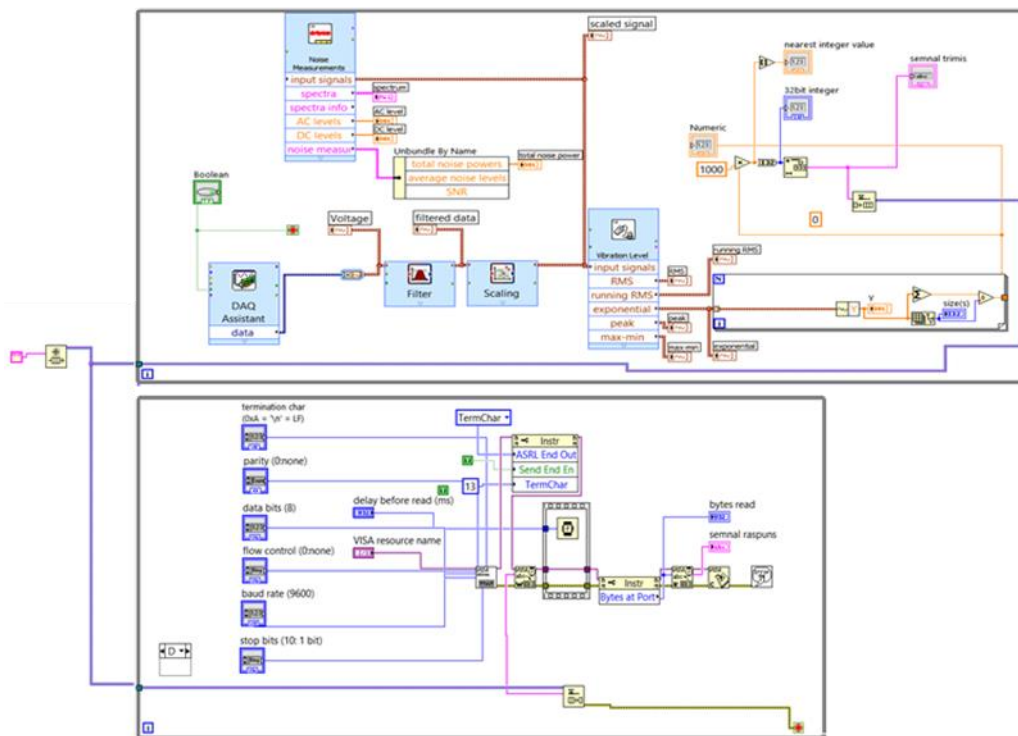 scaled signal
Noise
Measurements
input signals
spectra
spectra info
AC levels
DC levels
noise measur
spectrum
AC level
DC level
Unbundle By Name
total noise powers
average noise levels
SNR
total noise power
nearest integer value
semnal trimis
32bit integer
Numeric
1000
0
Boolean
Voltage
filtered data
DAQ
Assistant
data
Filter
Scaling
Vibration Level
input signals
RMS
running RMS
exponential
peak
max-min
RMS
running RMS
peak
max-min
exponential
N
Y
size(s)
i
i
termination char
(0xA = '\n' = LF)
parity (0:none)
data bits (8)
flow control (0:none)
baud rate (9600)
stop bits (10: 1 bit)
TermChar
Instr
ASRL End Out
Send End En
TermChar
13
delay before read (ms)
VISA resource name
Instr
Bytes at Port
bytes read
semnal raspuns
D
i